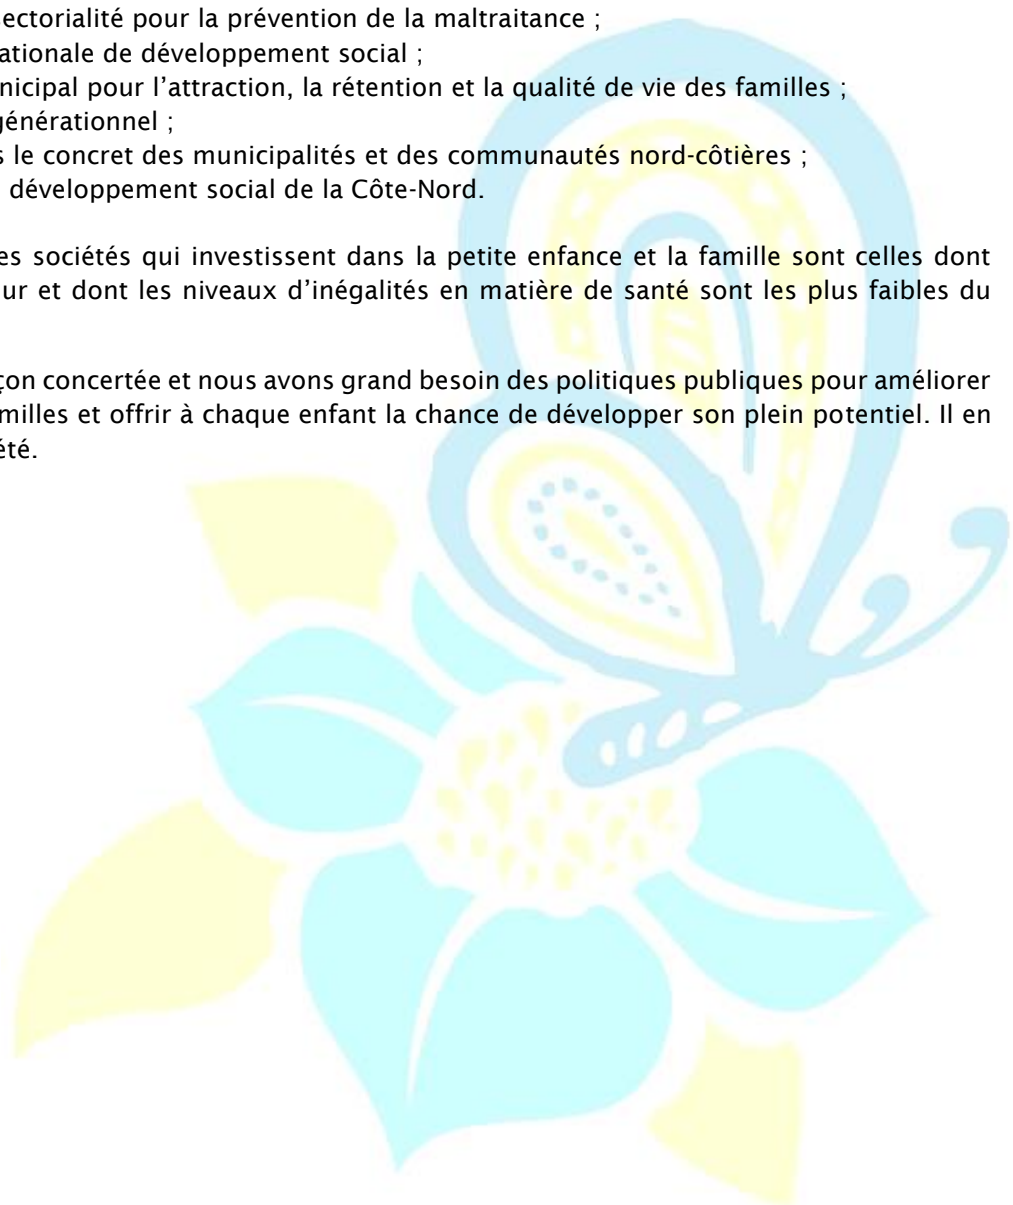 sectorialité pour la prévention de la maltraitance ;
ationale de développement social ;
nicipal pour l'attraction, la rétention et la qualité de vie des familles ;
générationnel ;
s le concret des municipalités et des communautés nord-côtières ;
développement social de la Côte-Nord.
es sociétés qui investissent dans la petite enfance et la famille sont celles dont
ur et dont les niveaux d'inégalités en matière de santé sont les plus faibles du
çon concertée et nous avons grand besoin des politiques publiques pour améliorer
milles et offrir à chaque enfant la chance de développer son plein potentiel. Il en
été.